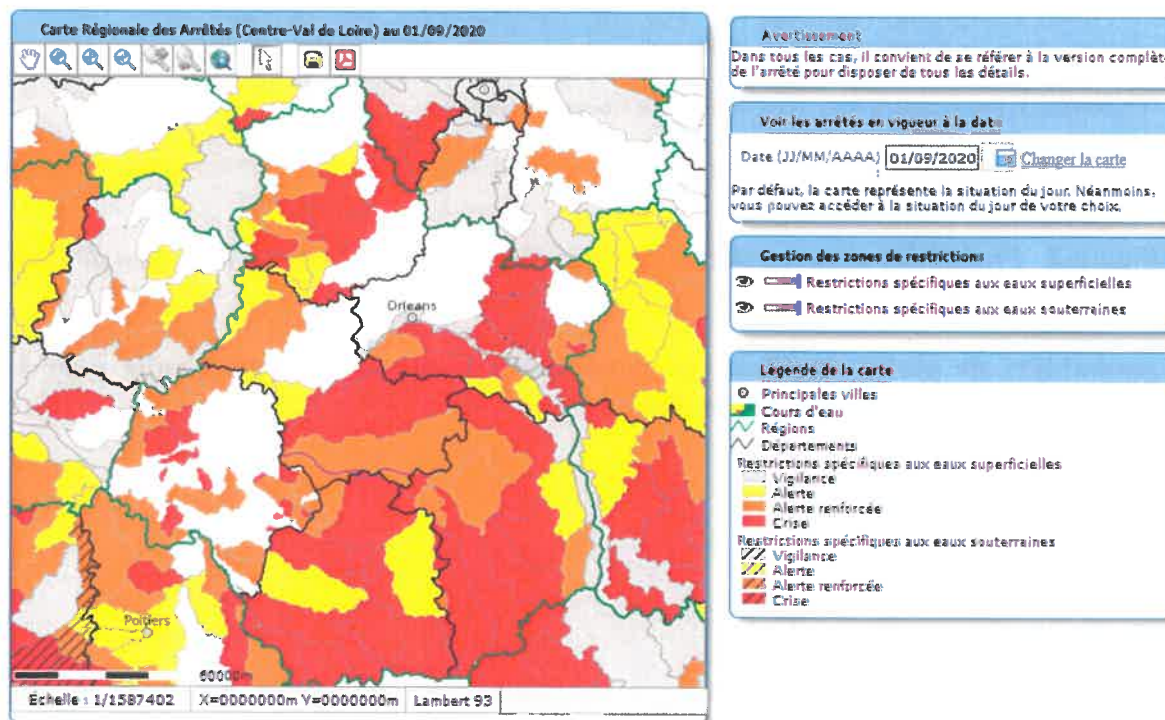 Carte Régionale des Arrêtés (Centre-Val de Loire) au 01/09/2020
Orléans
Poitiers
60000m
Echelle : 1/1587402
X=0000000m Y=0000000m
Lambert 93
Avertissement
Dans tous les cas, il convient de se référer à la version complèt
de l'arrêté pour disposer de tous les détails.
Voir les arrêtés en vigueur à la date
Date (JJ/MM/AAAA) :
01/09/2020
Changer la carte
Par défaut, la carte représente la situation du jour. Néanmoins,
vous pouvez accéder à la situation du jour de votre choix.
Gestion des zones de restrictions
Restrictions spécifiques aux eaux superficielles
Restrictions spécifiques aux eaux souterraines
Légende de la carte
Principales villes
Cours d'eau
Régions
Départements
Restrictions spécifiques aux eaux superficielles
Vigilance
Alerte
Alerte renforcée
Crise
Restrictions spécifiques aux eaux souterraines
Vigilance
Alerte
Alerte renforcée
Crise